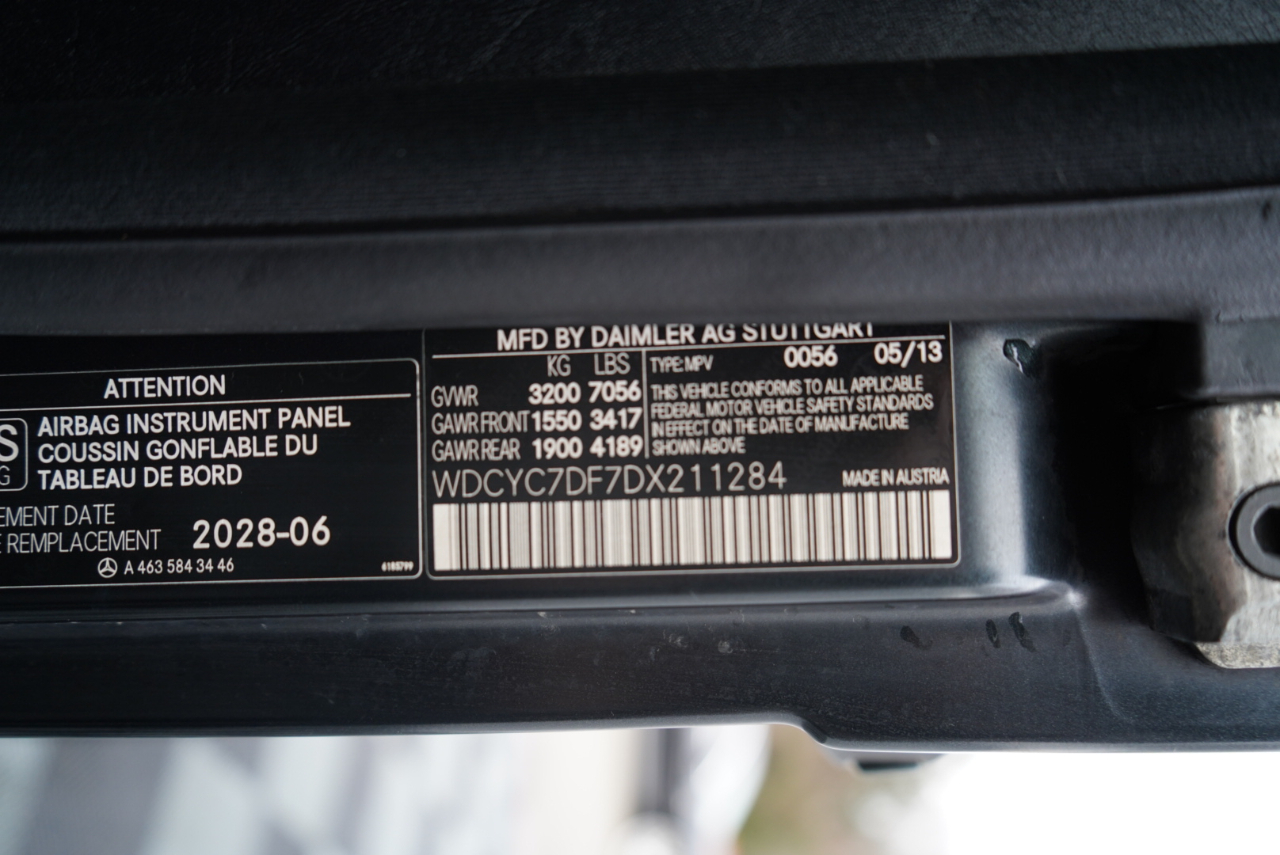 ATTENTION
AIRBAG INSTRUMENT PANEL
COUSSIN GONFLABLE DU
TABLEAU DE BORD
EMENT DATE
E REMPLACEMENT
2028-06
A 463 584 34 46
6185799
S
G
MFD BY DAIMLER AG STUTTGART
KG LBS
GVWR 3200 7056
GAWR FRONT 1550 3417
GAWR REAR 1900 4189
TYPE: MPV 0056 05/13
THIS VEHICLE CONFORMS TO ALL APPLICABLE
FEDERAL MOTOR VEHICLE SAFETY STANDARDS
IN EFFECT ON THE DATE OF MANUFACTURE
SHOWN ABOVE
WDCYC7DF7DX211284
MADE IN AUSTRIA